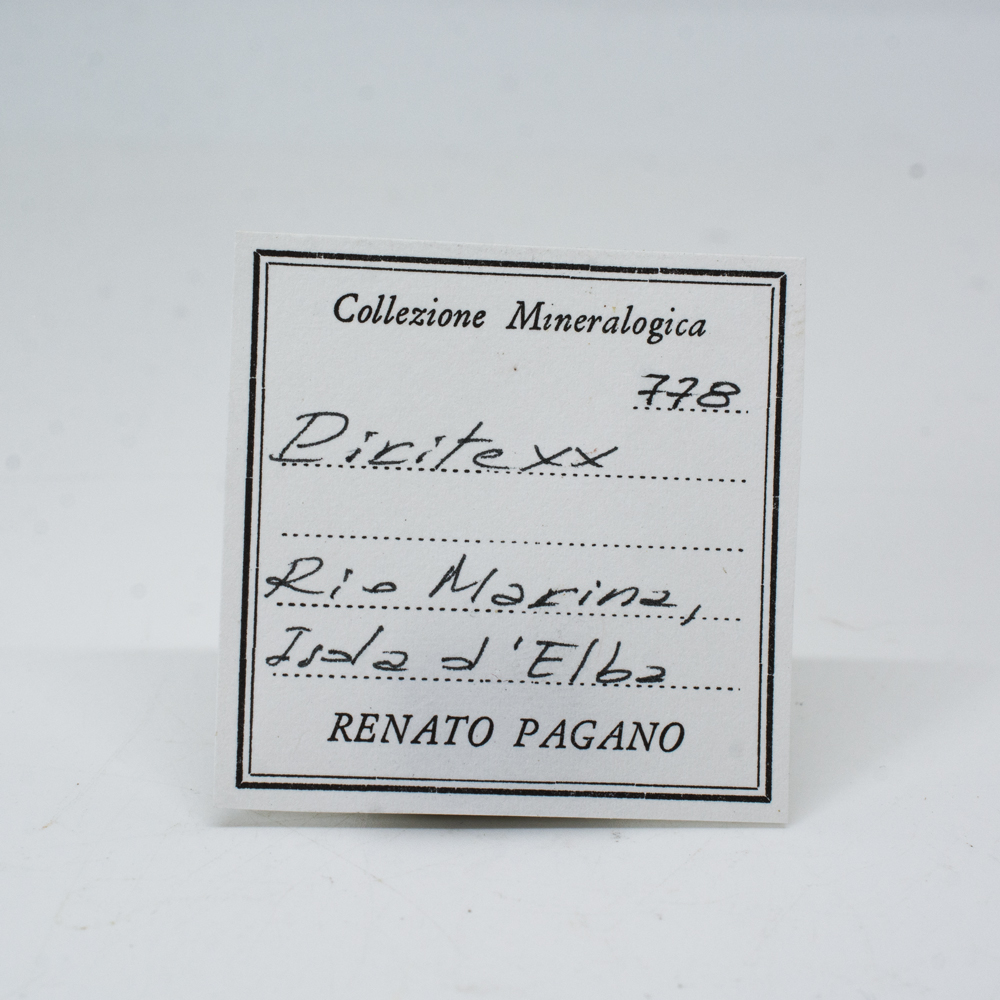 Collezione Mineralogica
778
Pirite xx
Rio Marina,
Isola d'Elba
RENATO PAGANO